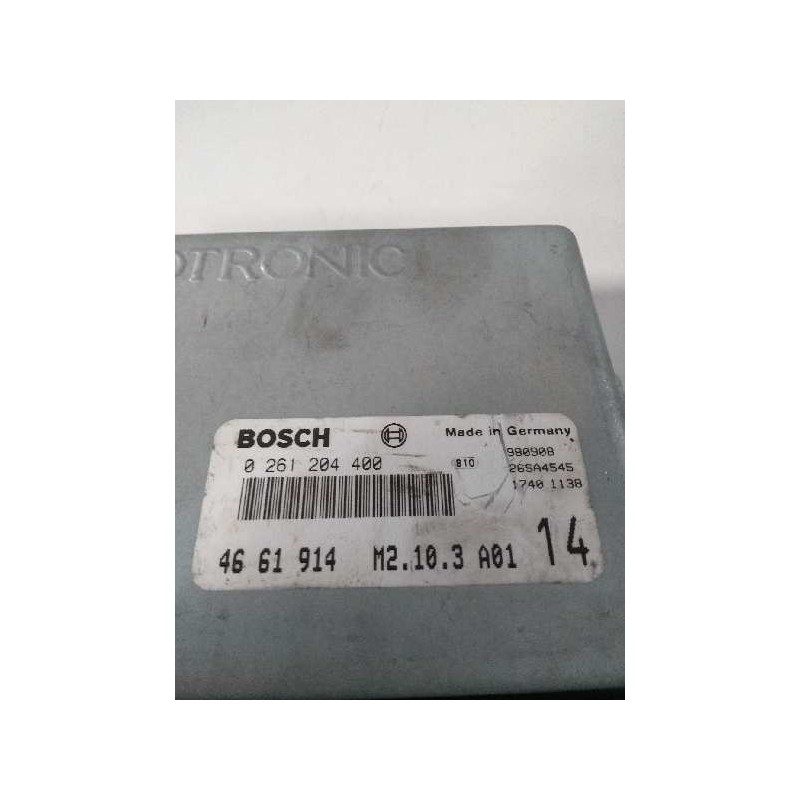 OTRONIC
BOSCH
Made in Germany
0 261 204 400
810
980908
26SA4545
1740 1138
46 61 914 M2.10.3 A01 14